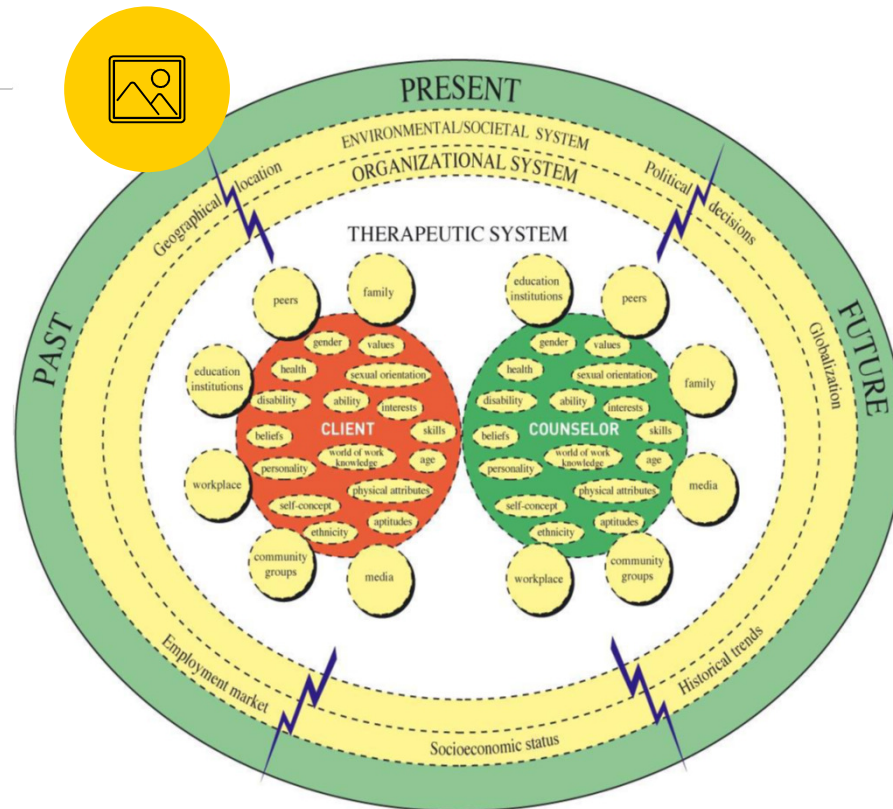 PRESENT
ENVIRONMENTAL/SOCIETAL SYSTEM
ORGANIZATIONAL SYSTEM
Geographical location
Political decisions
THERAPEUTIC SYSTEM
PAST
FUTURE
Globalization
peers
family
education
institutions
workplace
community
groups
media
gender
values
health
sexual orientation
disability
ability
interests
CLIENT
skills
beliefs
world of work
knowledge
age
personality
physical attributes
self-concept
aptitudes
ethnicity
education
institutions
peers
family
media
community
groups
workplace
gender
values
health
sexual orientation
disability
ability
interests
COUNSELOR
skills
beliefs
world of work
knowledge
age
personality
physical attributes
self-concept
aptitudes
ethnicity
Employment market
Socioeconomic status
Historical trends